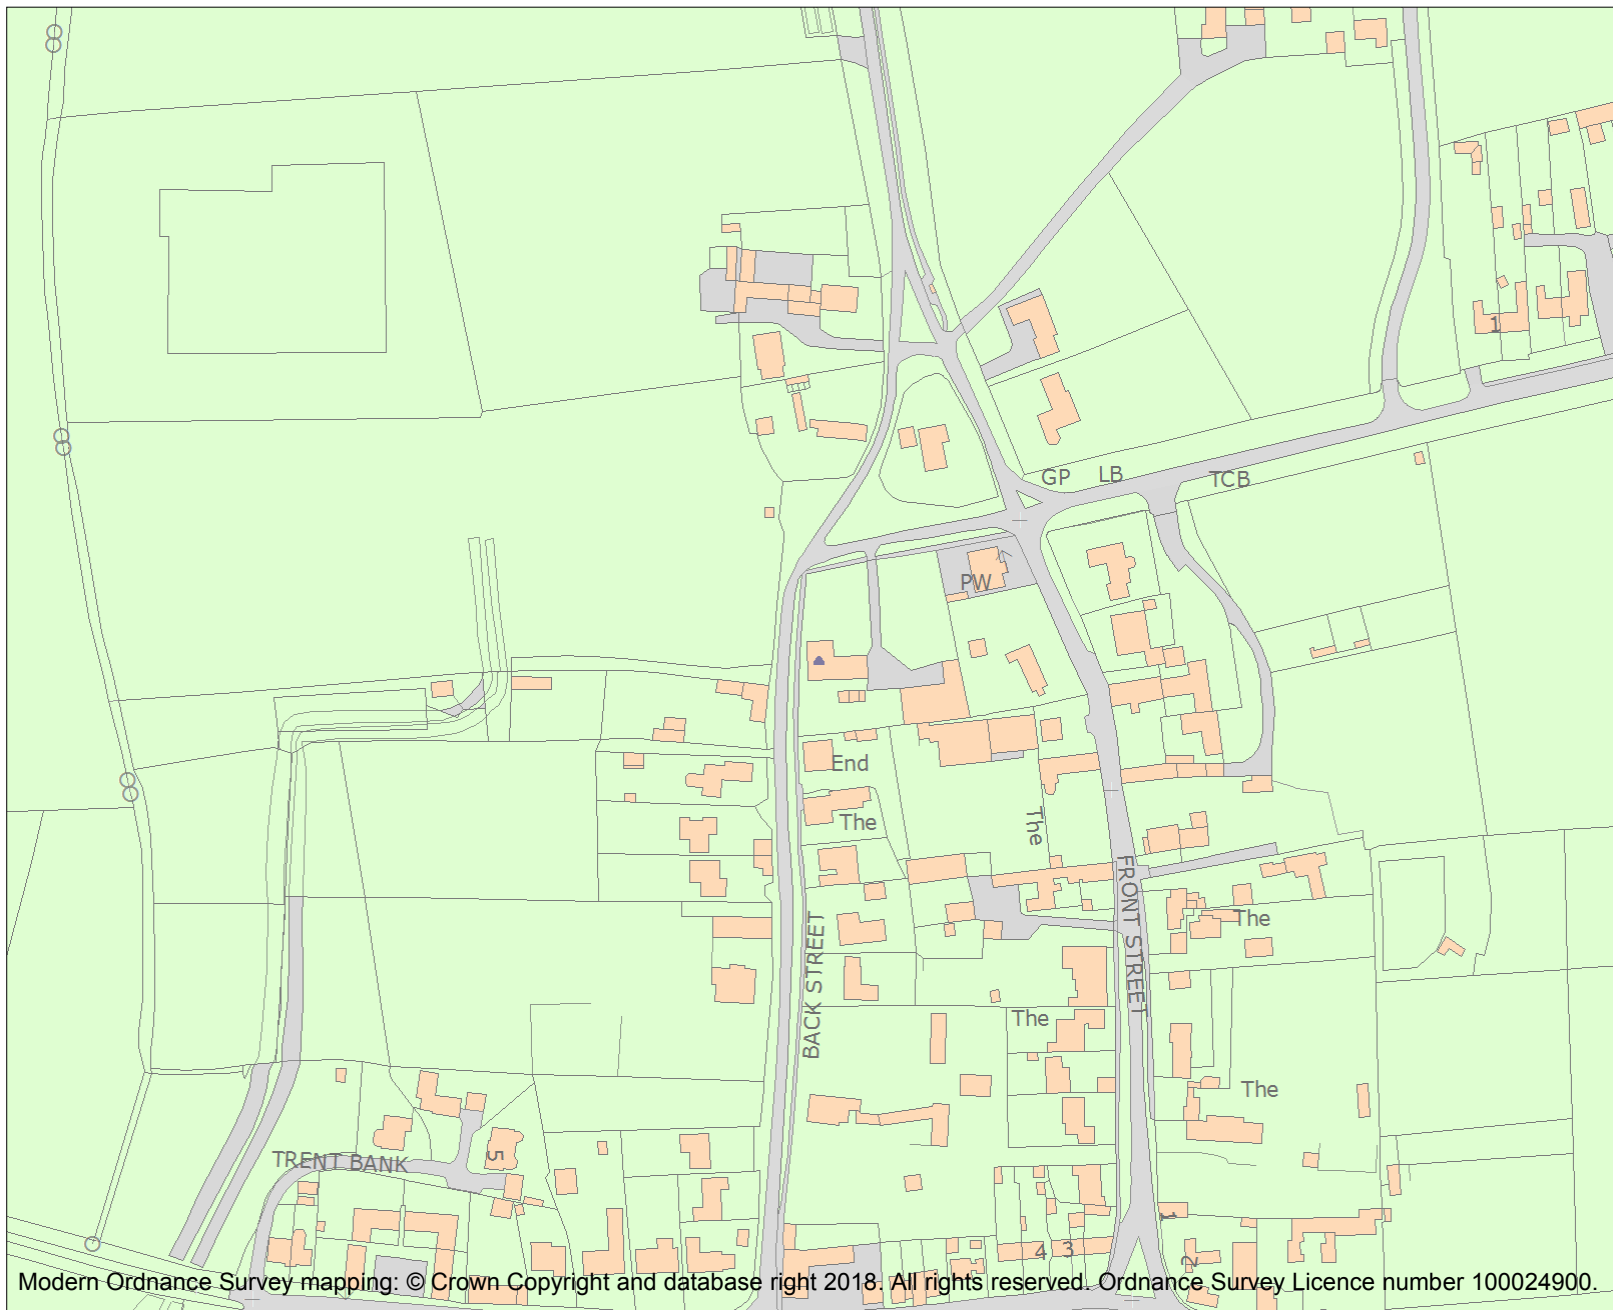 GP LB TCB
PW
1
End
The
The
FRONT STREET
The
BACK STREET
The
The
TRENT BANK
5
1
4 3
2
Modern Ordnance Survey mapping: © Crown Copyright and database right 2018. All rights reserved. Ordnance Survey Licence number 100024900.